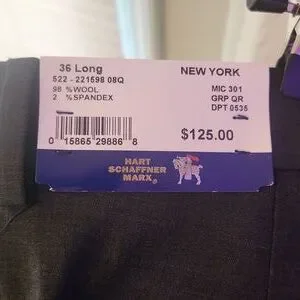 36 Long
NEW YORK
522 - 221598 08Q
98 %WOOL
2 %SPANDEX
MIC 301
GRP QR
DPT 0535
0 15865 29886 8
$125.00
HART
SCHAFFNER
MARX®